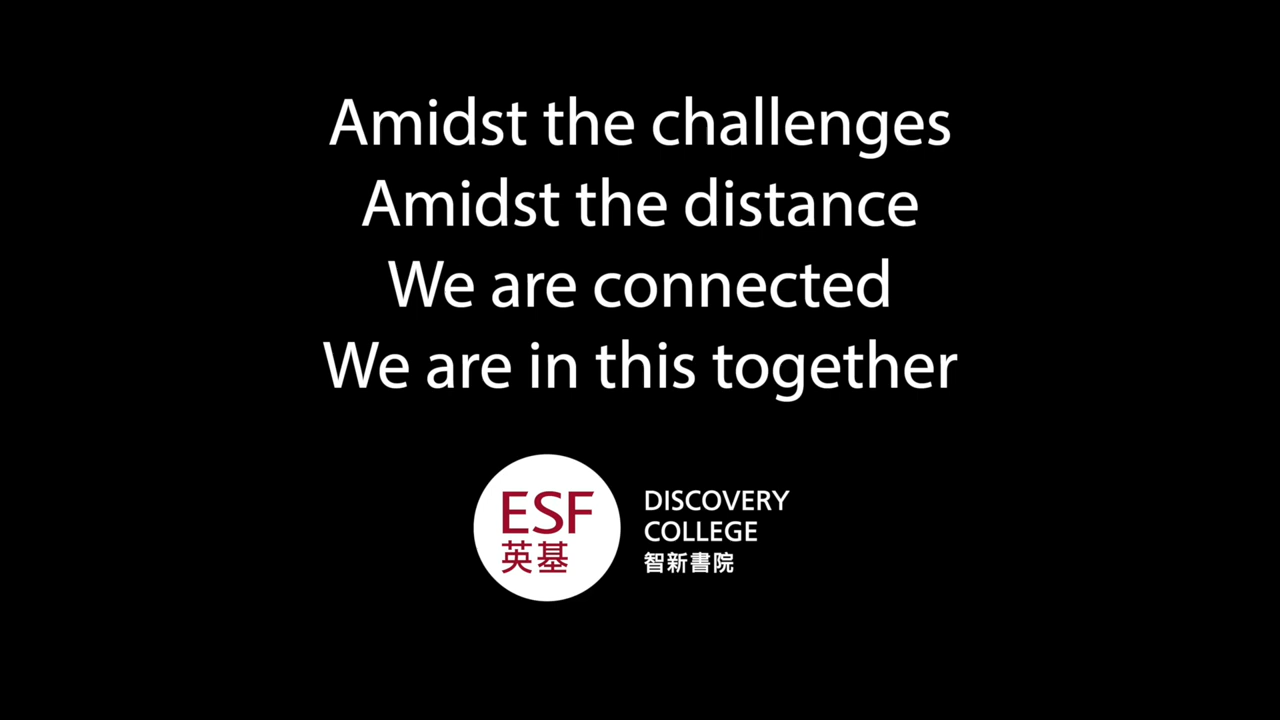 Amidst the challenges
Amidst the distance
We are connected
We are in this together
ESF
英基
DISCOVERY
COLLEGE
智新書院